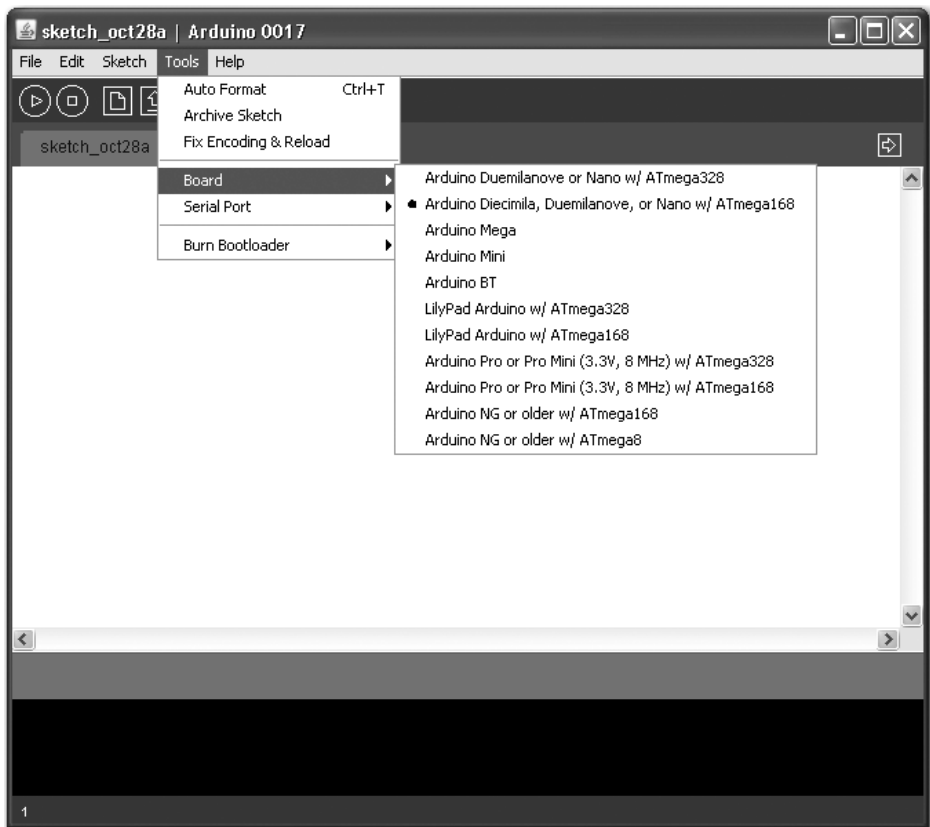 sketch_oct28a | Arduino 0017
File Edit Sketch Tools Help
Auto Format Ctrl+T
Archive Sketch
Fix Encoding & Reload
sketch_oct28a
Board
Serial Port
Burn Bootloader
Arduino Duemilanove or Nano w/ ATmega328
Arduino Diecimila, Duemilanove, or Nano w/ ATmega168
Arduino Mega
Arduino Mini
Arduino BT
LilyPad Arduino w/ ATmega328
LilyPad Arduino w/ ATmega168
Arduino Pro or Pro Mini (3.3V, 8 MHz) w/ ATmega328
Arduino Pro or Pro Mini (3.3V, 8 MHz) w/ ATmega168
Arduino NG or older w/ ATmega168
Arduino NG or older w/ ATmega8
1